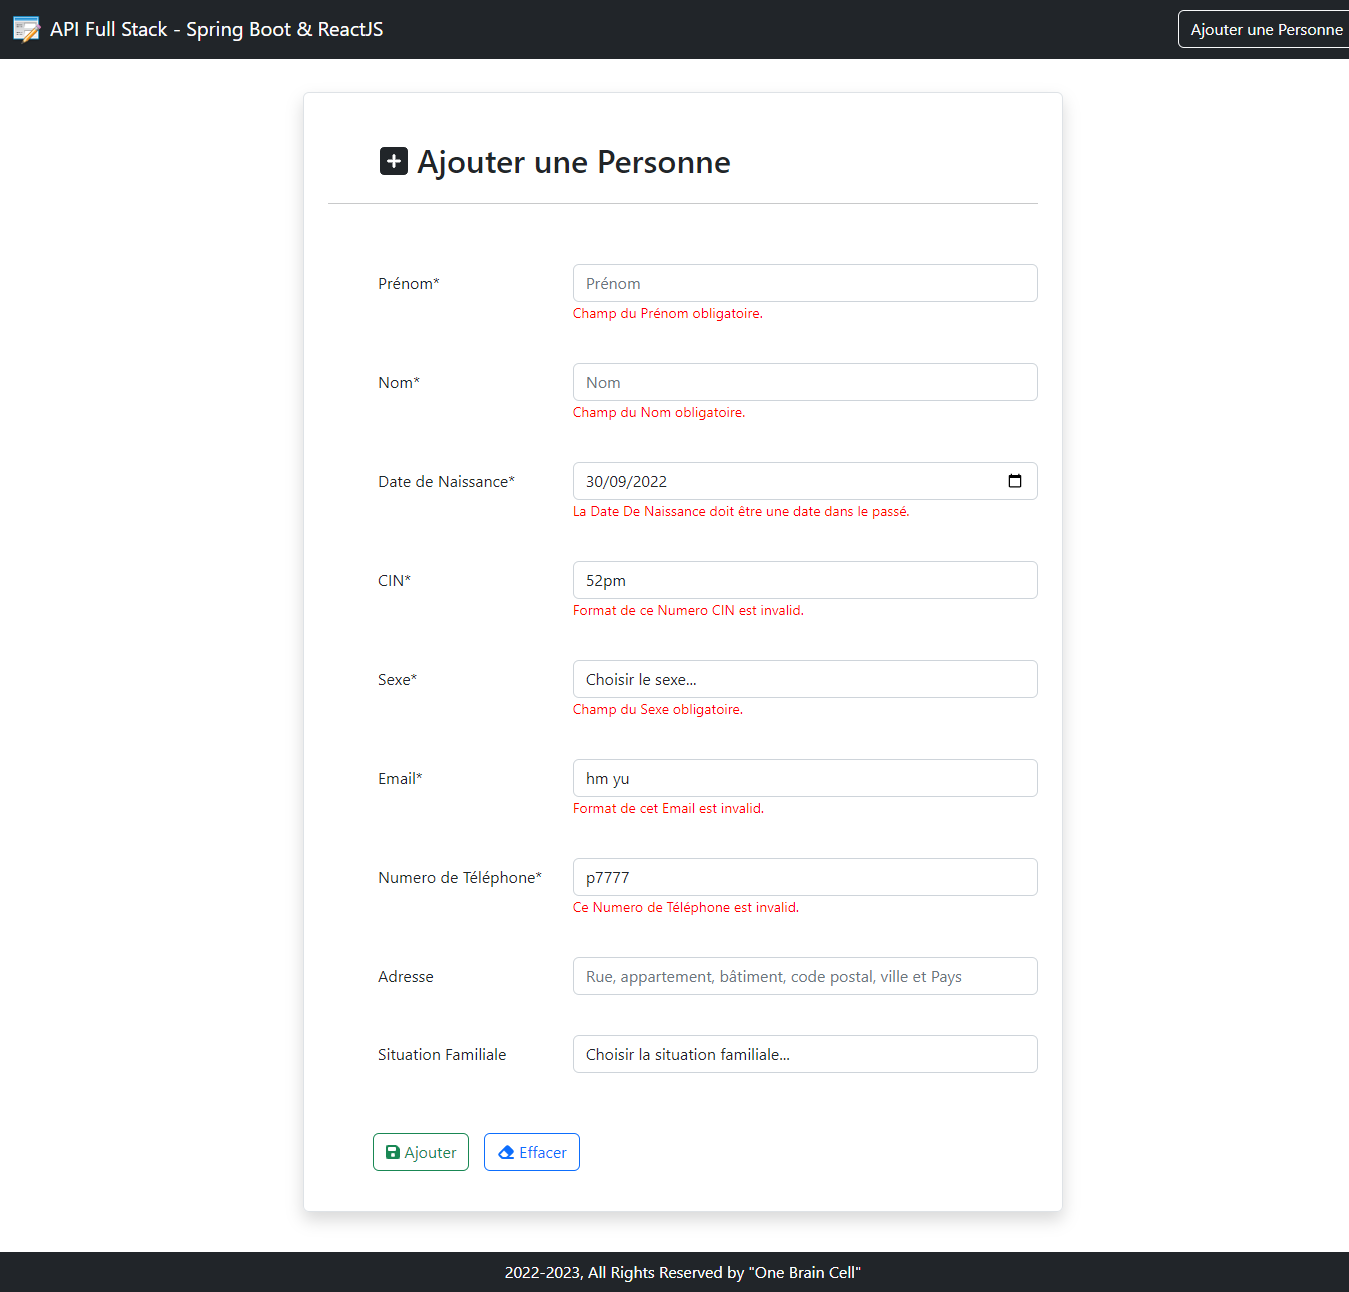 API Full Stack - Spring Boot & ReactJS
Ajouter une Personne
Ajouter une Personne
Prénom*
Prénom
Champ du Prénom obligatoire.
Nom*
Nom
Champ du Nom obligatoire.
Date de Naissance*
30/09/2022
La Date De Naissance doit être une date dans le passé.
CIN*
52pm
Format de ce Numero CIN est invalid.
Sexe*
Choisir le sexe...
Champ du Sexe obligatoire.
Email*
hm yu
Format de cet Email est invalid.
Numero de Téléphone*
p7777
Ce Numero de Téléphone est invalid.
Adresse
Rue, appartement, bâtiment, code postal, ville et Pays
Situation Familiale
Choisir la situation familiale...
Ajouter
Effacer
2022-2023, All Rights Reserved by "One Brain Cell"